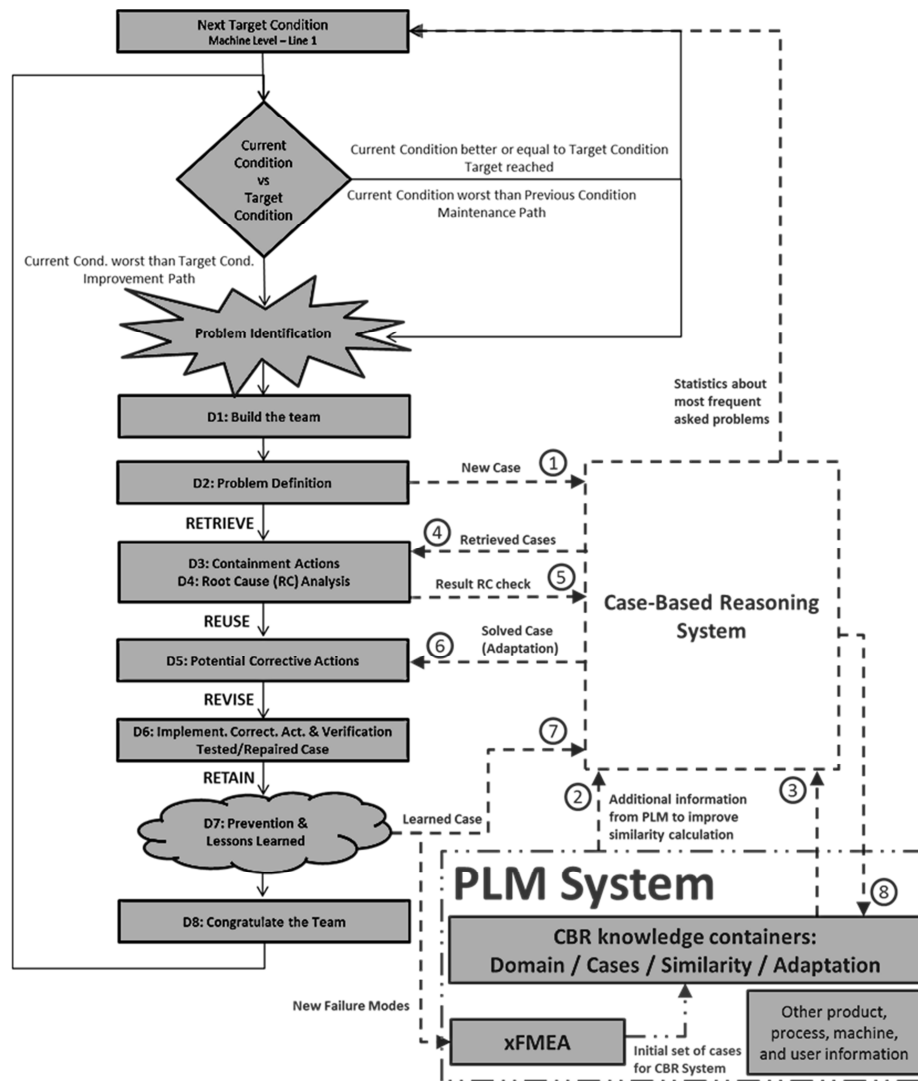 Next Target Condition
Machine Level – Line 1
Current
Condition
vs
Target
Condition
Current Condition better or equal to Target Condition
Target reached
Current Condition worst than Previous Condition
Maintenance Path
Current Cond. worst than Target Cond.
Improvement Path
Problem Identification
Statistics about
most frequent
asked problems
D1: Build the team
D2: Problem Definition
New Case
1
RETRIEVE
4
Retrieved Cases
D3: Containment Actions
D4: Root Cause (RC) Analysis
Result RC check
5
Case-Based Reasoning
System
REUSE
Solved Case
(Adaptation)
6
D5: Potential Corrective Actions
REVISE
D6: Implement. Correct. Act. & Verification
Tested/Repaired Case
7
RETAIN
2
Additional information
from PLM to improve
similarity calculation
3
D7: Prevention &
Lessons Learned
Learned Case
PLM System
8
D8: Congratulate the Team
CBR knowledge containers:
Domain / Cases / Similarity / Adaptation
New Failure Modes
xFMEA
Initial set of cases
for CBR System
Other product,
process, machine,
and user information